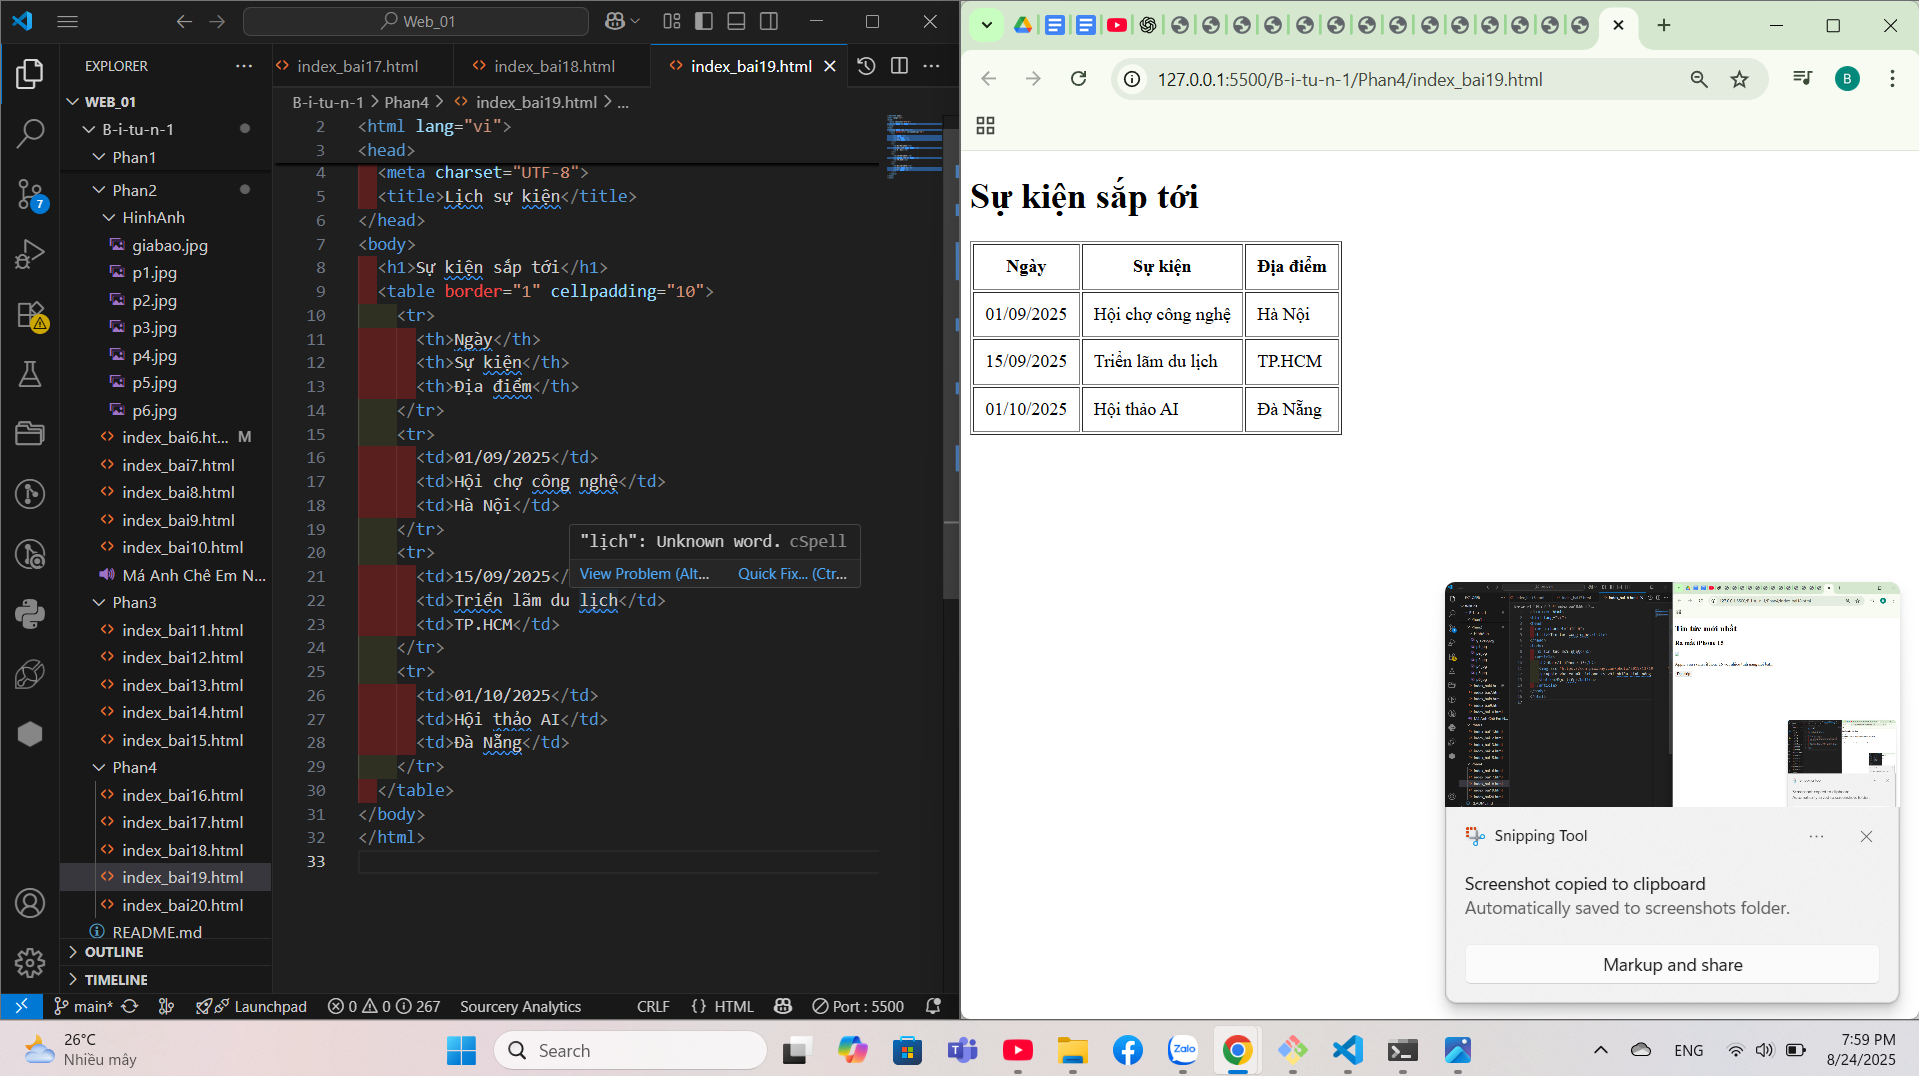 Web_01
EXPLORER
WEB_01
B-i-tu-n-1
Phan1
Phan2
HinhAnh
giabao.jpg
p1.jpg
p2.jpg
p3.jpg
p4.jpg
p5.jpg
p6.jpg
index_bai6.ht... M
index_bai7.html
index_bai8.html
index_bai9.html
index_bai10.html
Má Anh Chê Em N...
Phan3
index_bai11.html
index_bai12.html
index_bai13.html
index_bai14.html
index_bai15.html
Phan4
index_bai16.html
index_bai17.html
index_bai18.html
index_bai19.html
index_bai20.html
README.md
OUTLINE
TIMELINE
7
index_bai17.html index_bai18.html index_bai19.html
B-i-tu-n-1 > Phan4 > index_bai19.html > ...
2 <html lang="vi">
3 <head>
4 <meta charset="UTF-8">
5 <title>Lịch sự kiện</title>
6 </head>
7 <body>
8 <h1>Sự kiện sắp tới</h1>
9 <table border="1" cellpadding="10">
10 <tr>
11 <th>Ngày</th>
12 <th>Sự kiện</th>
13 <th>Địa điểm</th>
14 </tr>
15 <tr>
16 <td>01/09/2025</td>
17 <td>Hội chợ công nghệ</td>
18 <td>Hà Nội</td>
19 </tr>
20 <tr>
21 <td>15/09/2025</
22 <td>Triển lãm du lịch</td>
23 <td>TP.HCM</td>
24 </tr>
25 <tr>
26 <td>01/10/2025</td>
27 <td>Hội thảo AI</td>
28 <td>Đà Nẵng</td>
29 </tr>
30 </table>
31 </body>
32 </html>
33
"lịch": Unknown word. cSpell
View Problem (Alt... Quick Fix... (Ctr...
main* Launchpad 0 0 267 Sourcery Analytics CRLF {} HTML Port : 5500
127.0.0.1:5500/B-i-tu-n-1/Phan4/index_bai19.html
B
Sự kiện sắp tới
Ngày Sự kiện Địa điểm
01/09/2025 Hội chợ công nghệ Hà Nội
15/09/2025 Triển lãm du lịch TP.HCM
01/10/2025 Hội thảo AI Đà Nẵng
Tin tức mới nhất
Ra mắt iPhone 15
Snipping Tool
Screenshot copied to clipboard
Automatically saved to screenshots folder.
Markup and share
26°C
Nhiều mây
Search
Zalo
ENG
7:59 PM
8/24/2025